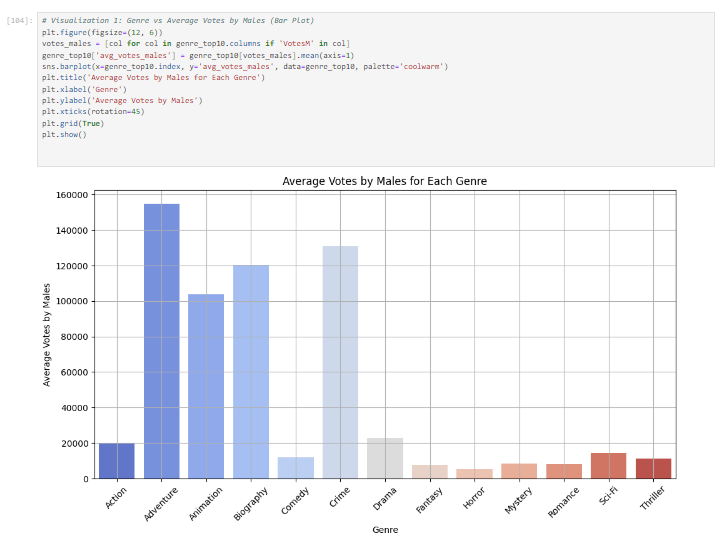 [104]:
# Visualization 1: Genre vs Average Votes by Males (Bar Plot)
plt.figure(figsize=(12, 6))
votes_males = [col for col in genre_top10.columns if 'VotesM' in col]
genre_top10['avg_votes_males'] = genre_top10[votes_males].mean(axis=1)
sns.barplot(x=genre_top10.index, y='avg_votes_males', data=genre_top10, palette='coolwarm')
plt.title('Average Votes by Males for Each Genre')
plt.xlabel('Genre')
plt.ylabel('Average Votes by Males')
plt.xticks(rotation=45)
plt.grid(True)
plt.show()
Average Votes by Males for Each Genre
160000
140000
120000
100000
80000
60000
40000
20000
0
Average Votes by Males
Action
Adventure
Animation
Biography
Comedy
Crime
Drama
Fantasy
Horror
Mystery
Romance
Sci-Fi
Thriller
Genre